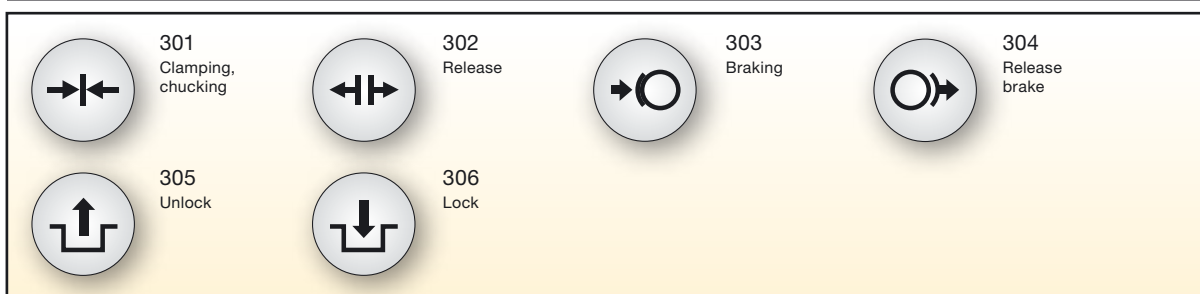 301
Clamping,
chucking
302
Release
303
Braking
304
Release
brake
305
Unlock
306
Lock